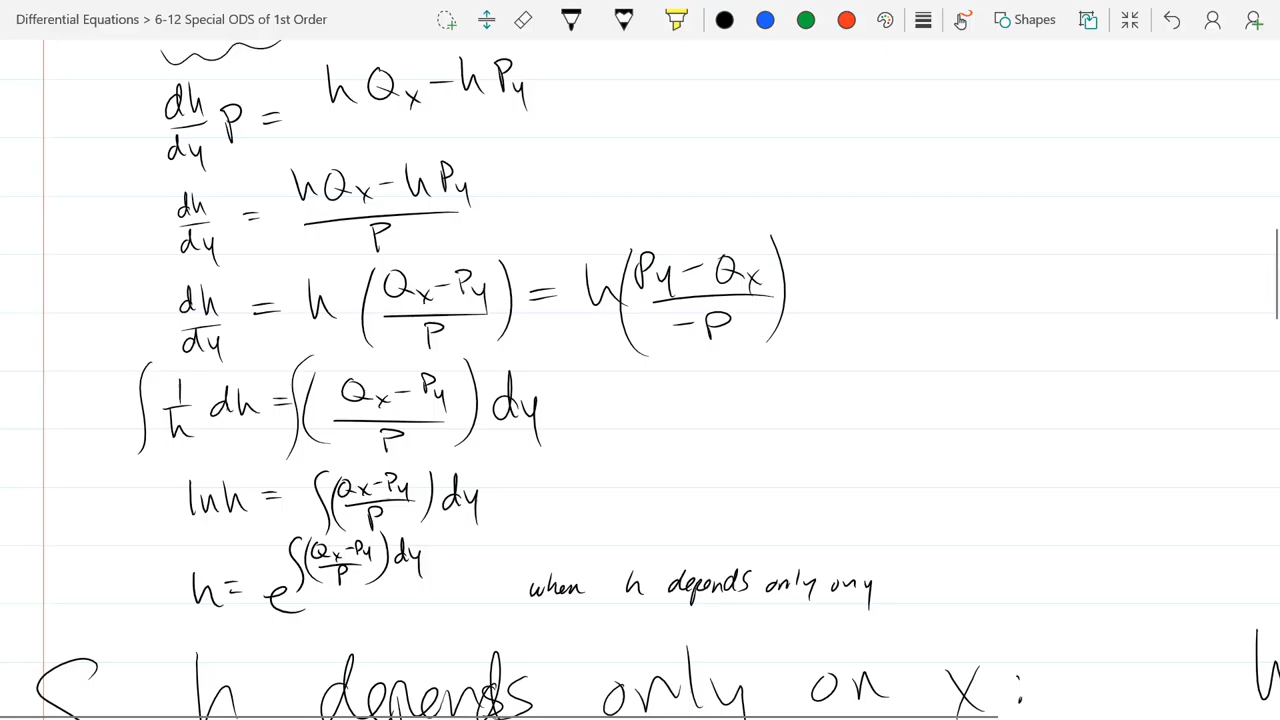 Differential Equations > 6-12 Special ODS of 1st Order
Shapes
dh/dy P = hQx - hPy
dh/dy = (hQx - hPy)/P
dh/dy = h ((Qx - Py)/P) = h((Py - Qx)/-P)
∫ 1/h dh = ∫((Qx - Py)/P) dy
ln h = ∫((Qx - Py)/P) dy
h = e^∫((Qx - Py)/P) dy when h depends only on y
h depends only on x: